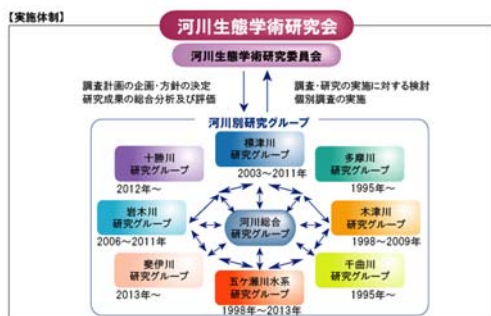 【実施体制】
河川生態学術研究会
河川生態学術研究委員会
調査計画の企画・方針の決定
研究成果の総合分析及び評価
調査・研究の実施に対する検討
個別調査の実施
河川別研究グループ
十勝川
研究グループ
2012年～
標津川
研究グループ
2003～2011年
多摩川
研究グループ
1995年～
岩木川
研究グループ
2006～2011年
河川総合
研究グループ
木津川
研究グループ
1998～2009年
斐伊川
研究グループ
2013年～
五ケ瀬川水系
研究グループ
1998年～2013年
千曲川
研究グループ
1995年～